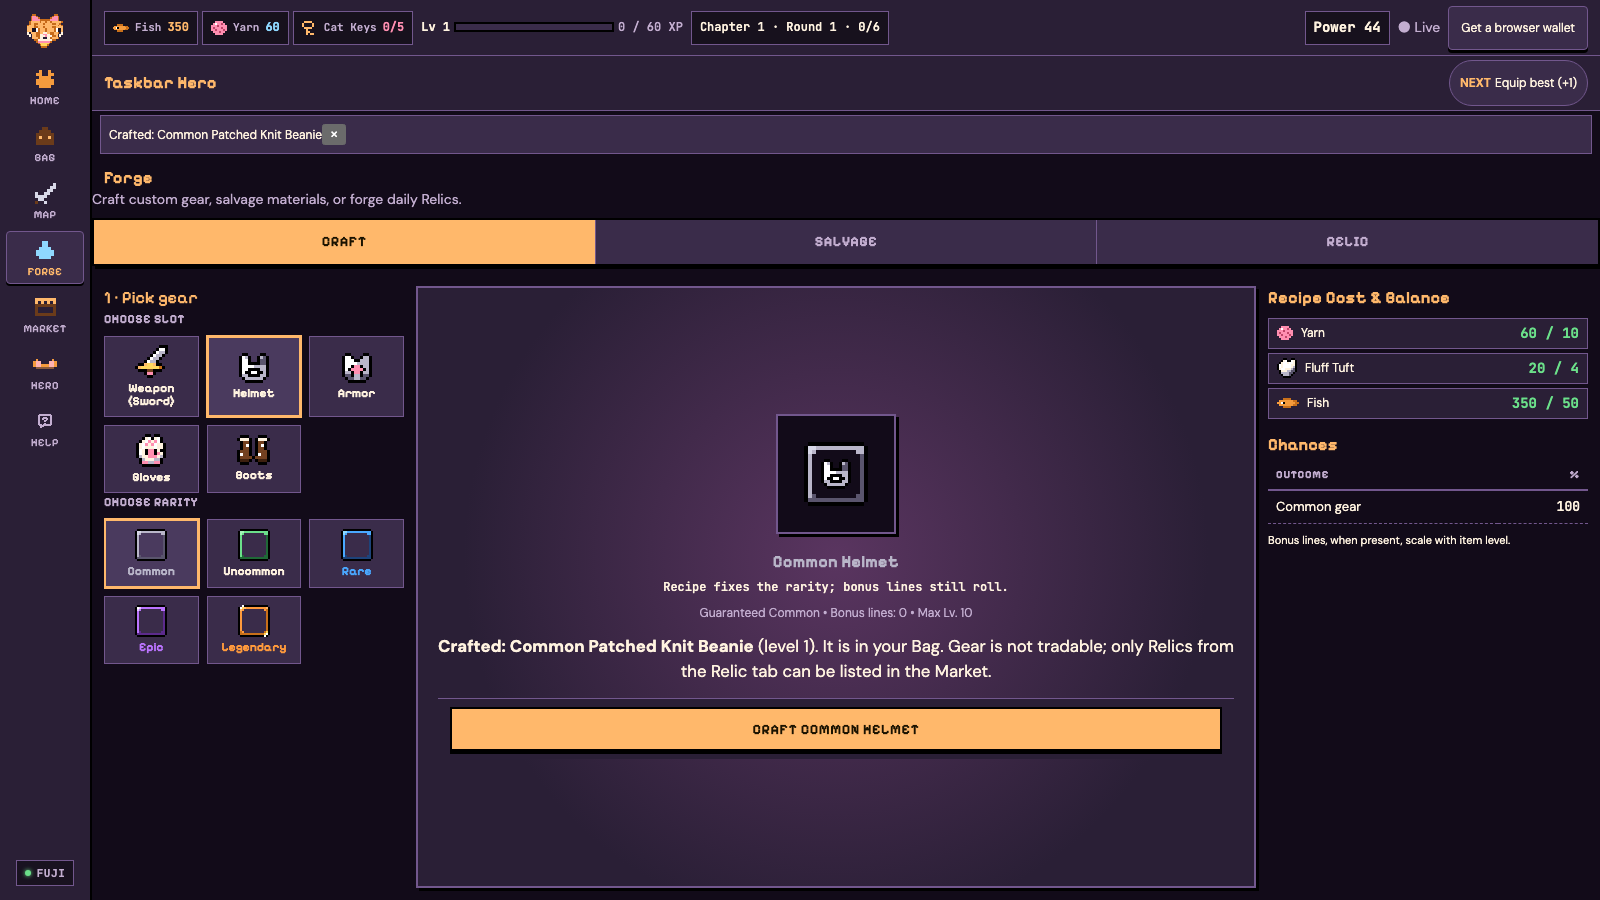 Fish 350
Yarn 60
Cat Keys 0/5
Lv 1
0 / 60 XP
Chapter 1 · Round 1 · 0/6
Power 44
Live
Get a browser wallet
HOME
BAG
MAP
FORGE
MARKET
HERO
HELP
FUJI
Taskbar Hero
NEXT Equip best (+1)
Crafted: Common Patched Knit Beanie ×
Forge
Craft custom gear, salvage materials, or forge daily Relics.
CRAFT
SALVAGE
RELIC
1 · Pick gear
CHOOSE SLOT
Weapon
(Sword)
Helmet
Armor
Gloves
Boots
CHOOSE RARITY
Common
Uncommon
Rare
Epic
Legendary
Common Helmet
Recipe fixes the rarity; bonus lines still roll.
Guaranteed Common • Bonus lines: 0 • Max Lv. 10
Crafted: Common Patched Knit Beanie (level 1). It is in your Bag. Gear is not tradable; only Relics from
the Relic tab can be listed in the Market.
CRAFT COMMON HELMET
Recipe Cost & Balance
Yarn 60 / 10
Fluff Tuft 20 / 4
Fish 350 / 50
Chances
OUTCOME %
Common gear 100
Bonus lines, when present, scale with item level.